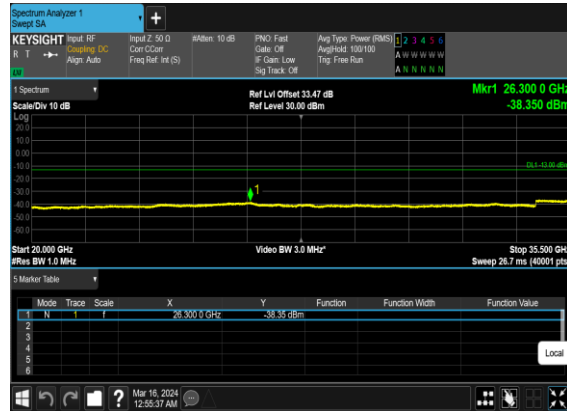 Spectrum Analyzer 1
Swept SA
+
KEYSIGHT Input: RF Input Z: 50 Ω #Atten: 10 dB PNO: Fast Avg Type: Power (RMS) 1 2 3 4 5 6
R T Coupling: DC Corr CCorr Gate: Off Avg|Hold: 100/100 A W W W W W
Align: Auto Freq Ref: Int (S) IF Gain: Low Trig: Free Run A N N N N N
Sig Track: Off
1 Spectrum Ref Lvl Offset 33.47 dB Mkr1 26.300 0 GHz
Scale/Div 10 dB Ref Level 30.00 dBm -38.350 dBm
Log
20.0
10.0
0.00
-10.0 DL1 -13.00 dBm
-20.0
-30.0 1
-40.0
-50.0
-60.0
Start 20.000 GHz Video BW 3.0 MHz* Stop 35.500 GHz
#Res BW 1.0 MHz Sweep 26.7 ms (40001 pts)
5 Marker Table
Mode Trace Scale X Y Function Function Width Function Value
1 N 1 f 26.300 0 GHz -38.35 dBm
2
3
4
5
6
Local
? Mar 16, 2024
12:55:37 AM